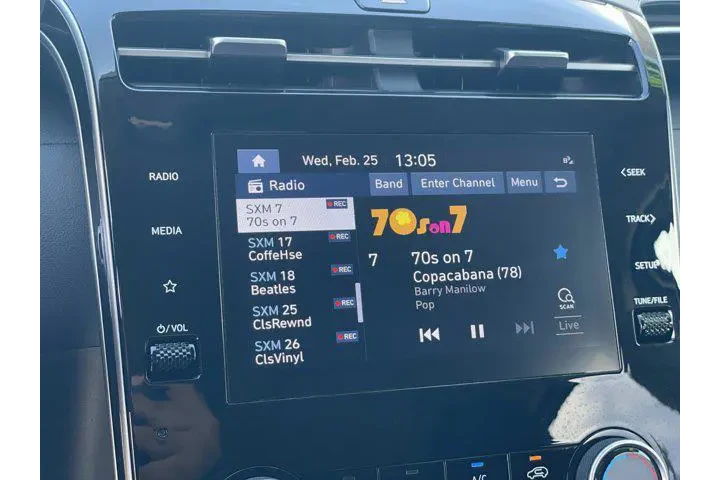 Wed, Feb. 25 13:05
RADIO
MEDIA
⏻/VOL
Radio
Band
Enter Channel
Menu
SXM 7
REC
70s on 7
SXM 17
REC
CoffeHse
SXM 18
REC
Beatles
SXM 25
REC
ClsRewnd
SXM 26
REC
ClsVinyl
70s on 7
7
70s on 7
Copacabana (78)
Barry Manilow
Pop
SCAN
Live
<SEEK
TRACK>
SETUP
TUNE/FILE
A/C